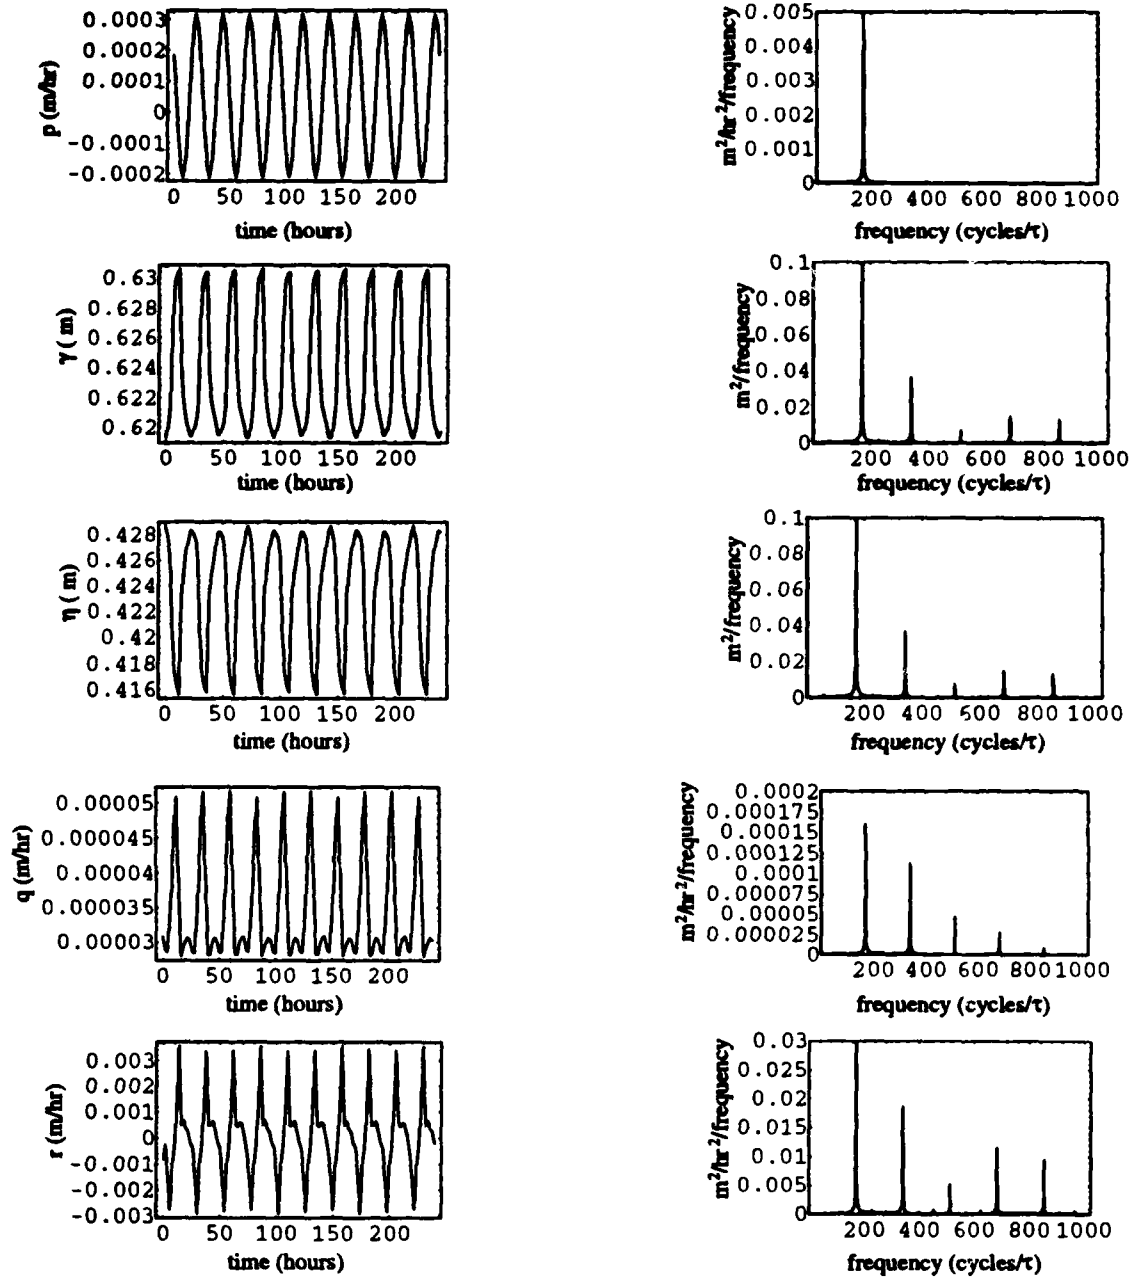 0.0003
0.0002
0.0001
0
-0.0001
-0.0002
p (m/hr)
0 50 100 150 200
time (hours)
0.005
0.004
0.003
0.002
0.001
0
m²/hr²/frequency
200 400 600 800 1000
frequency (cycles/τ)
0.63
0.628
0.626
0.624
0.622
0.62
γ ( m)
0 50 100 150 200
time (hours)
0.1
0.08
0.06
0.04
0.02
0
m²/frequency
200 400 600 800 1000
frequency (cycles/τ)
0.428
0.426
0.424
0.422
0.42
0.418
0.416
η ( m)
0 50 100 150 200
time (hours)
0.1
0.08
0.06
0.04
0.02
0
m²/frequency
200 400 600 800 1000
frequency (cycles/τ)
0.00005
0.000045
0.00004
0.000035
0.00003
q (m/hr)
0 50 100 150 200
time (hours)
0.0002
0.000175
0.00015
0.000125
0.0001
0.000075
0.00005
0.000025
0
m²/hr²/frequency
200 400 600 800 1000
frequency (cycles/τ)
0.003
0.002
0.001
0
-0.001
-0.002
-0.003
r (m/hr)
0 50 100 150 200
time (hours)
0.03
0.025
0.02
0.015
0.01
0.005
0
m²/hr²/frequency
200 400 600 800 1000
frequency (cycles/τ)